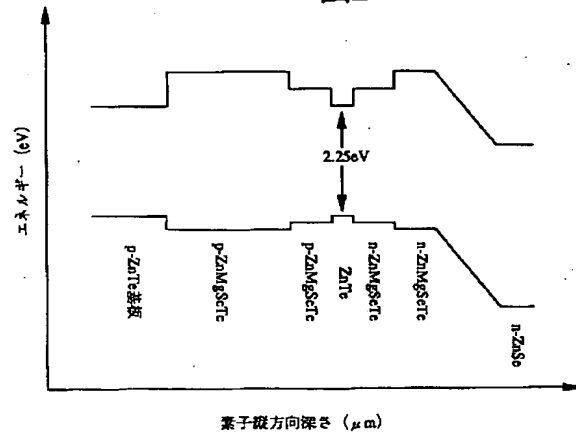 2.25eV
エネルギー (eV)
p-ZnTe基板
p-ZnMgSeTe
p-ZnMgSeTe
ZnTe
n-ZnMgSeTe
n-ZnMgSeTe
n-ZnSe
素子縦方向深さ (μm)